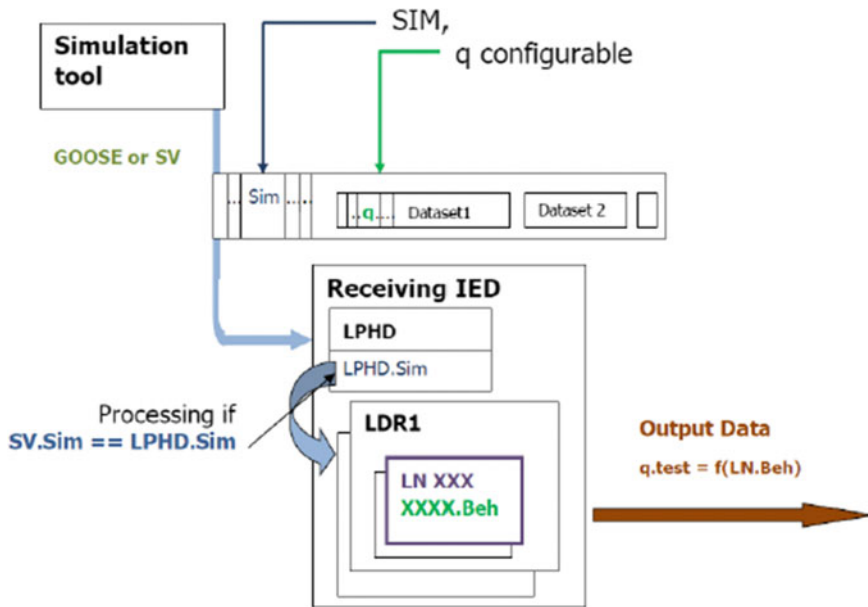 SIM,
q configurable
Simulation
tool
GOOSE or SV
... Sim ...... ..q.... Dataset1 Dataset 2
Receiving IED
LPHD
LPHD.Sim
Processing if
SV.Sim == LPHD.Sim
LDR1
LN XXX
XXXX.Beh
Output Data
q.test = f(LN.Beh)